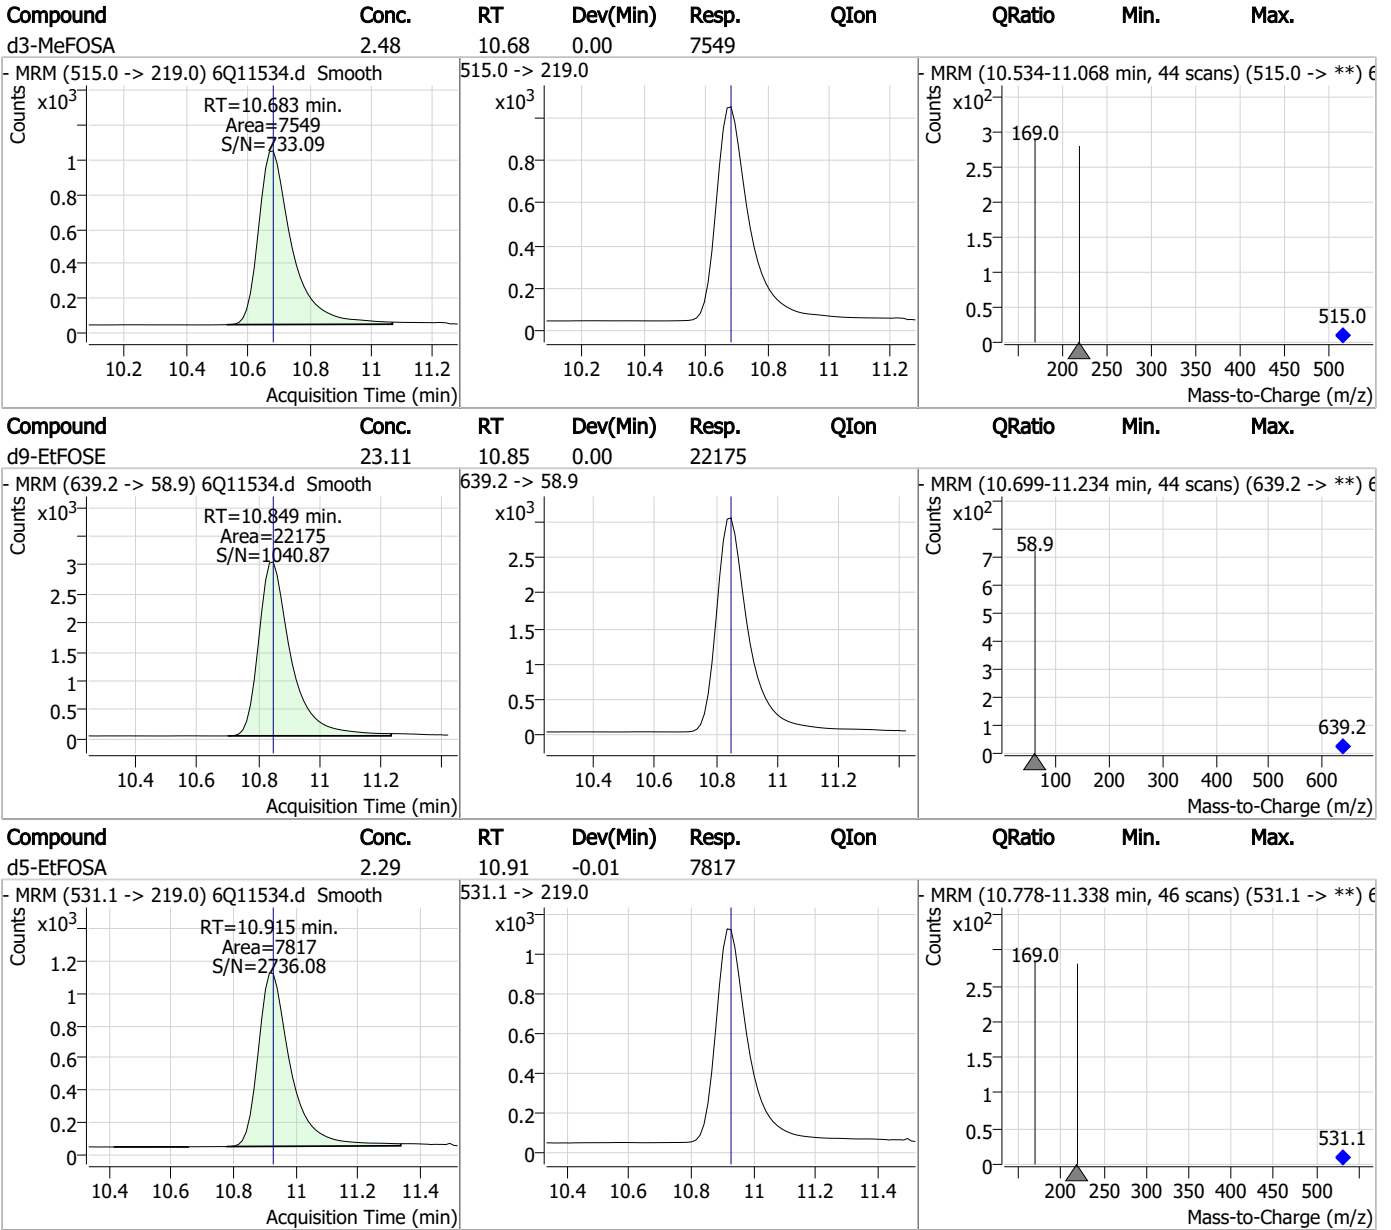 Compound Conc. RT Dev(Min) Resp. QIon QRatio Min. Max.
d3-MeFOSA 2.48 10.68 0.00 7549
- MRM (515.0 -> 219.0) 6Q11534.d Smooth
Counts
x10³
RT=10.683 min.
Area=7549
S/N=733.09
1
0.8
0.6
0.4
0.2
0
10.2 10.4 10.6 10.8 11 11.2
Acquisition Time (min)
515.0 -> 219.0
x10³
0.8
0.6
0.4
0.2
0
10.2 10.4 10.6 10.8 11 11.2
- MRM (10.534-11.068 min, 44 scans) (515.0 -> **) 6
Counts
x10²
169.0
3
2.5
2
1.5
1
0.5
0
515.0
200 250 300 350 400 450 500
Mass-to-Charge (m/z)
Compound Conc. RT Dev(Min) Resp. QIon QRatio Min. Max.
d9-EtFOSE 23.11 10.85 0.00 22175
- MRM (639.2 -> 58.9) 6Q11534.d Smooth
Counts
x10³
RT=10.849 min.
Area=22175
S/N=1040.87
3
2.5
2
1.5
1
0.5
0
10.4 10.6 10.8 11 11.2
Acquisition Time (min)
639.2 -> 58.9
x10³
2.5
2
1.5
1
0.5
0
10.4 10.6 10.8 11 11.2
- MRM (10.699-11.234 min, 44 scans) (639.2 -> **) 6
Counts
x10²
58.9
7
6
5
4
3
2
1
0
639.2
100 200 300 400 500 600
Mass-to-Charge (m/z)
Compound Conc. RT Dev(Min) Resp. QIon QRatio Min. Max.
d5-EtFOSA 2.29 10.91 -0.01 7817
- MRM (531.1 -> 219.0) 6Q11534.d Smooth
Counts
x10³
RT=10.915 min.
Area=7817
S/N=2736.08
1.2
1
0.8
0.6
0.4
0.2
0
10.4 10.6 10.8 11 11.2 11.4
Acquisition Time (min)
531.1 -> 219.0
x10³
1
0.8
0.6
0.4
0.2
0
10.4 10.6 10.8 11 11.2 11.4
- MRM (10.778-11.338 min, 46 scans) (531.1 -> **) 6
Counts
x10²
169.0
2.5
2
1.5
1
0.5
0
531.1
200 250 300 350 400 450 500
Mass-to-Charge (m/z)